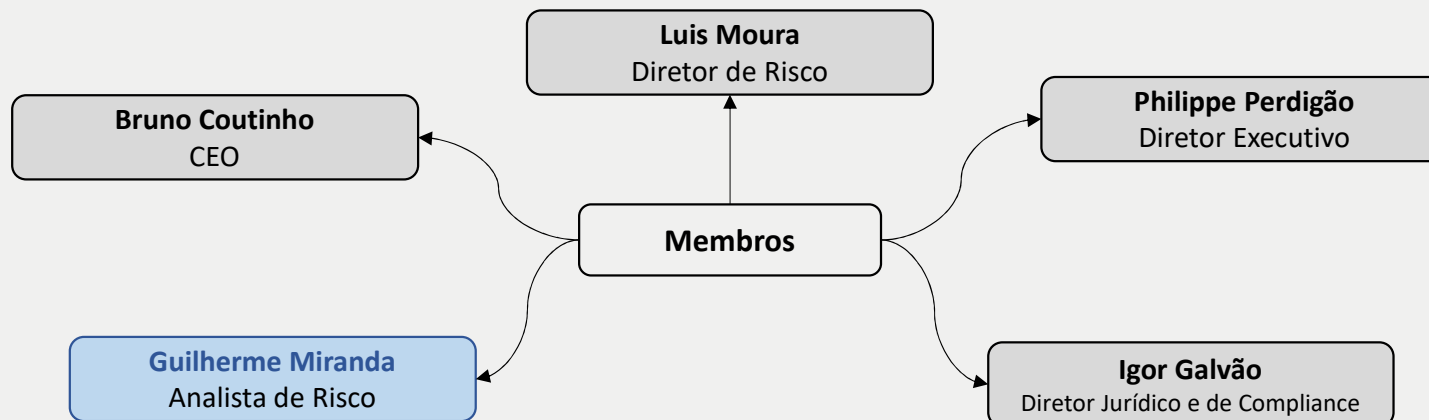 Luis Moura
Diretor de Risco
Bruno Coutinho
CEO
Philippe Perdigão
Diretor Executivo
Membros
Guilherme Miranda
Analista de Risco
Igor Galvão
Diretor Jurídico e de Compliance